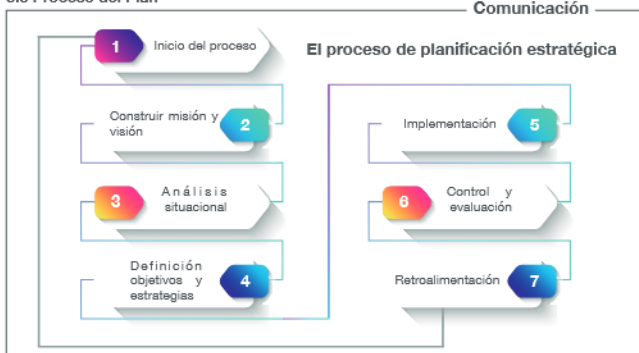 Comunicación
El proceso de planificación estratégica
1 Inicio del proceso
Construir misión y
visión
2
3 Análisis
situacional
Definición
objetivos y
estrategias
4
Implementación 5
6 Control y
evaluación
Retroalimentación 7